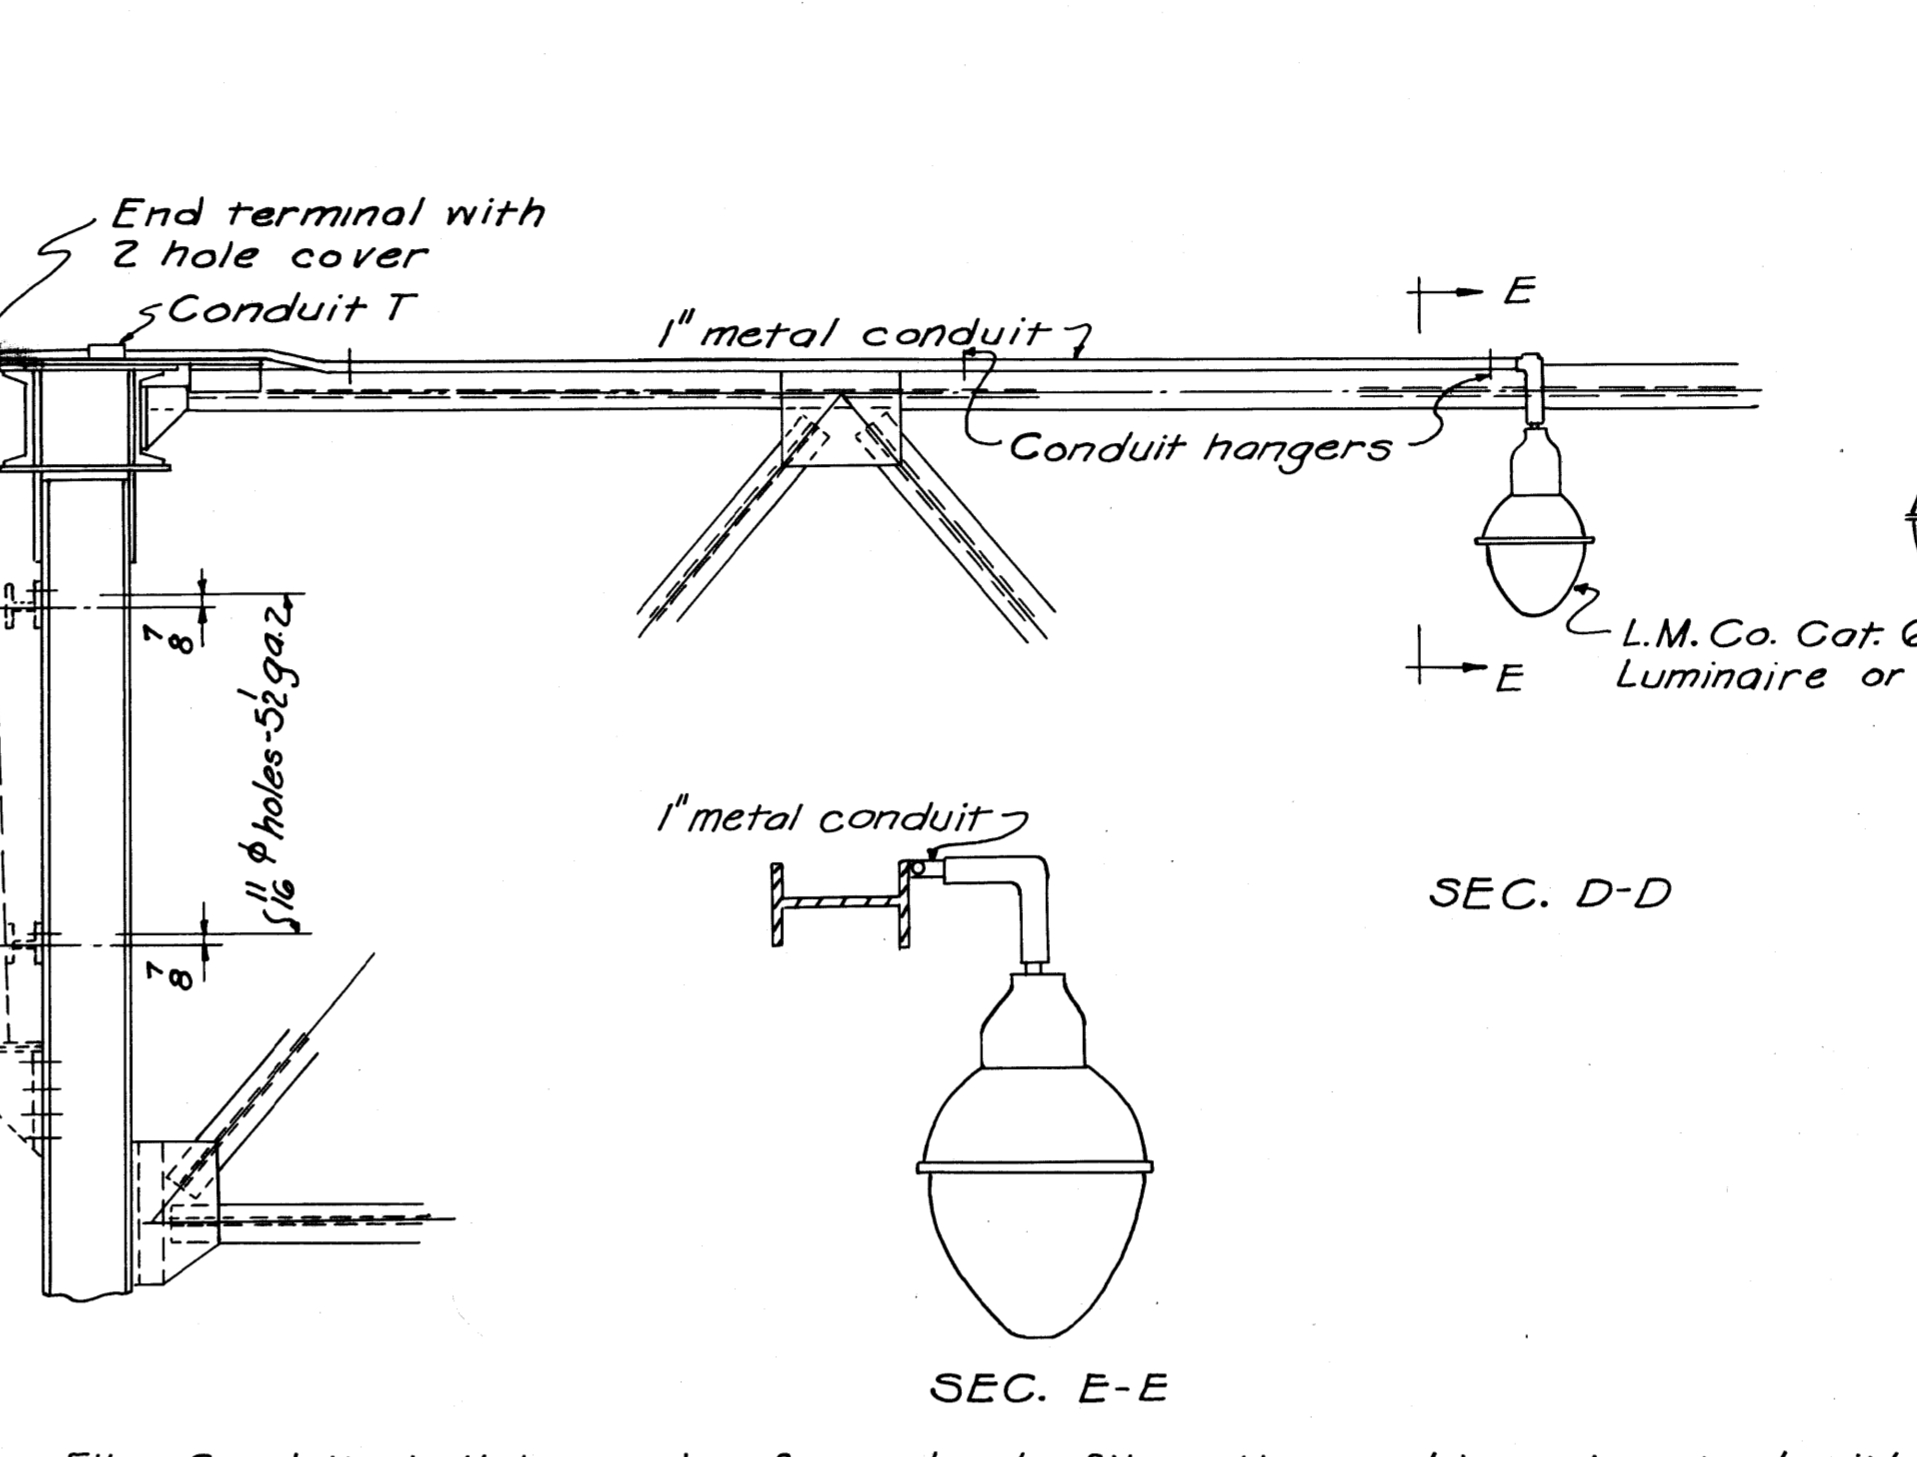 End terminal with
2 hole cover
Conduit T
1" metal conduit
E
Conduit hangers
7/8
11/16 ϕ holes-5 1/2 ga.
L.M. Co. Cat.
Luminaire or
E
1" metal conduit
SEC. D-D
7/8
SEC. E-E